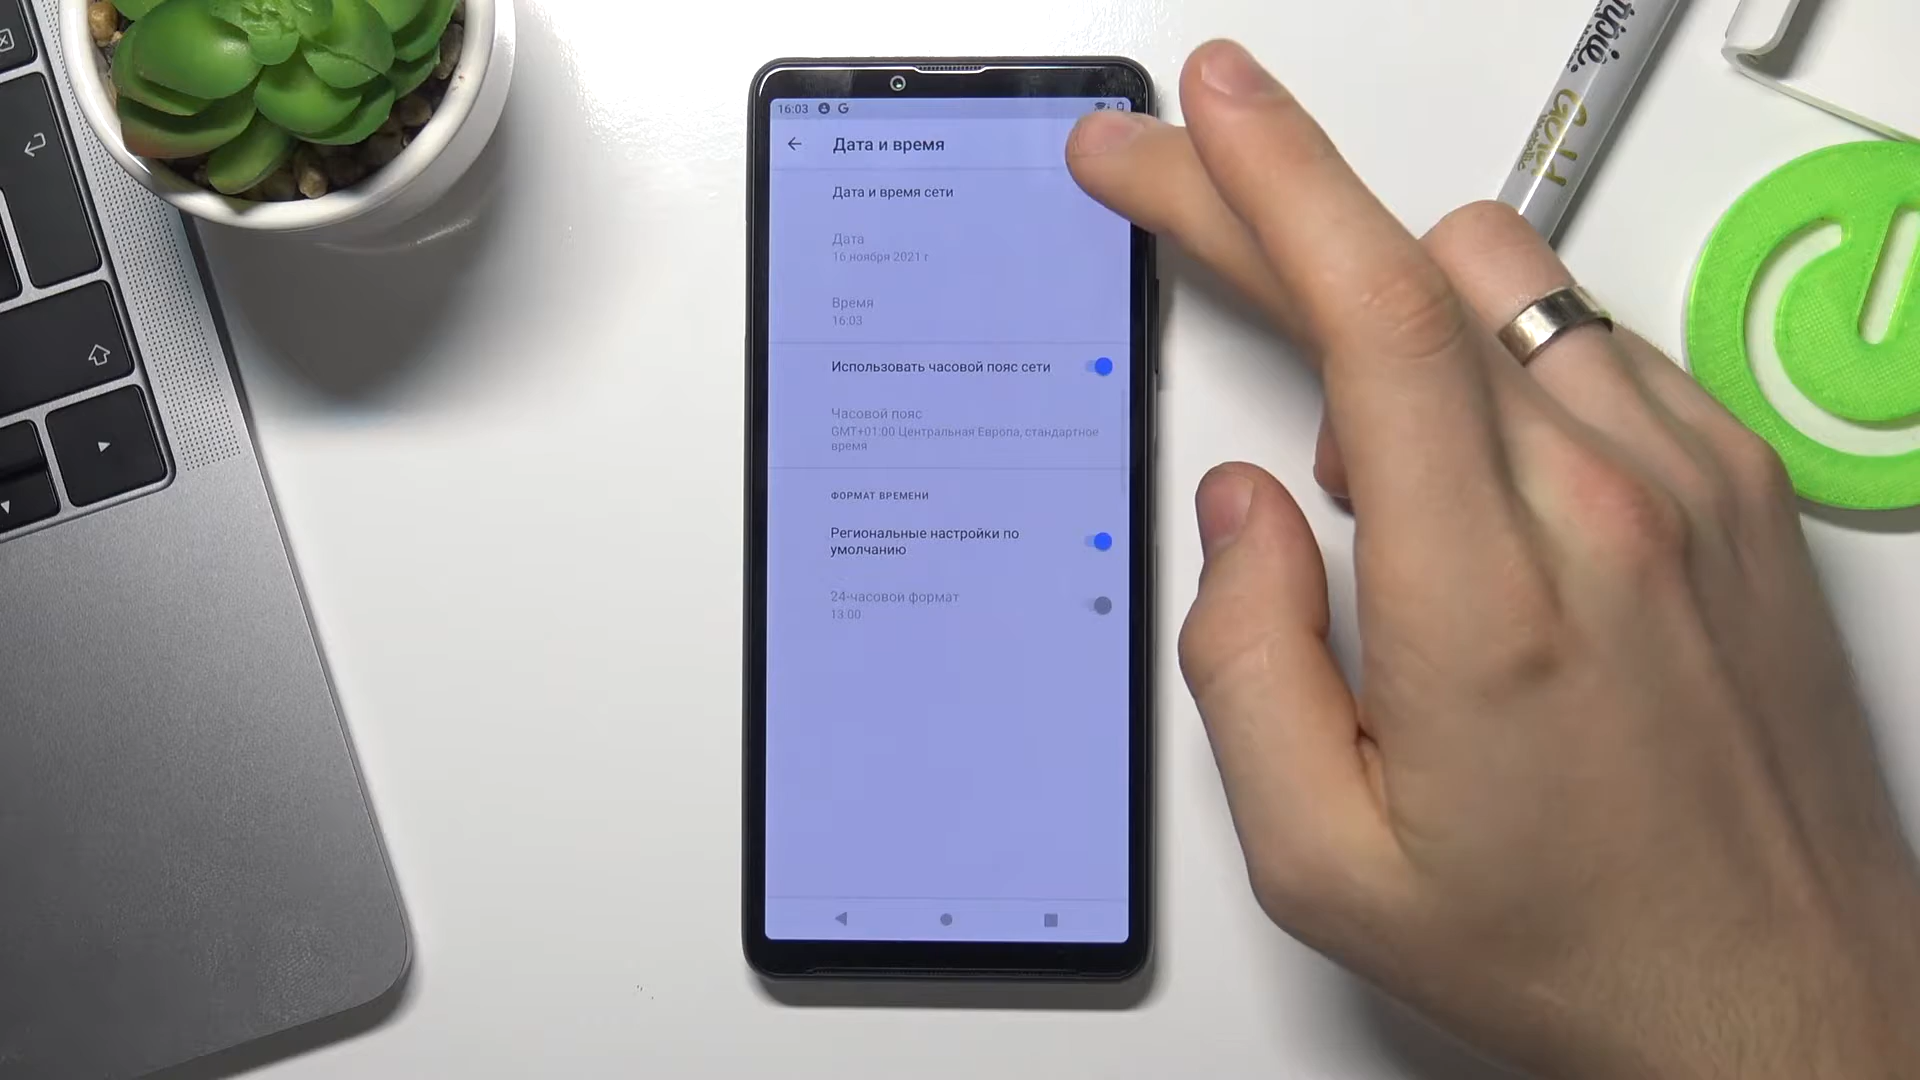 16:03
Дата и время
Дата и время сети
Дата
16 ноября 2021 г
Время
16:03
Использовать часовой пояс сети
Часовой пояс
GMT+01:00 Центральная Европа, стандартное
время
ФОРМАТ ВРЕМЕНИ
Региональные настройки по
умолчанию
24-часовой формат
13:00
Gold